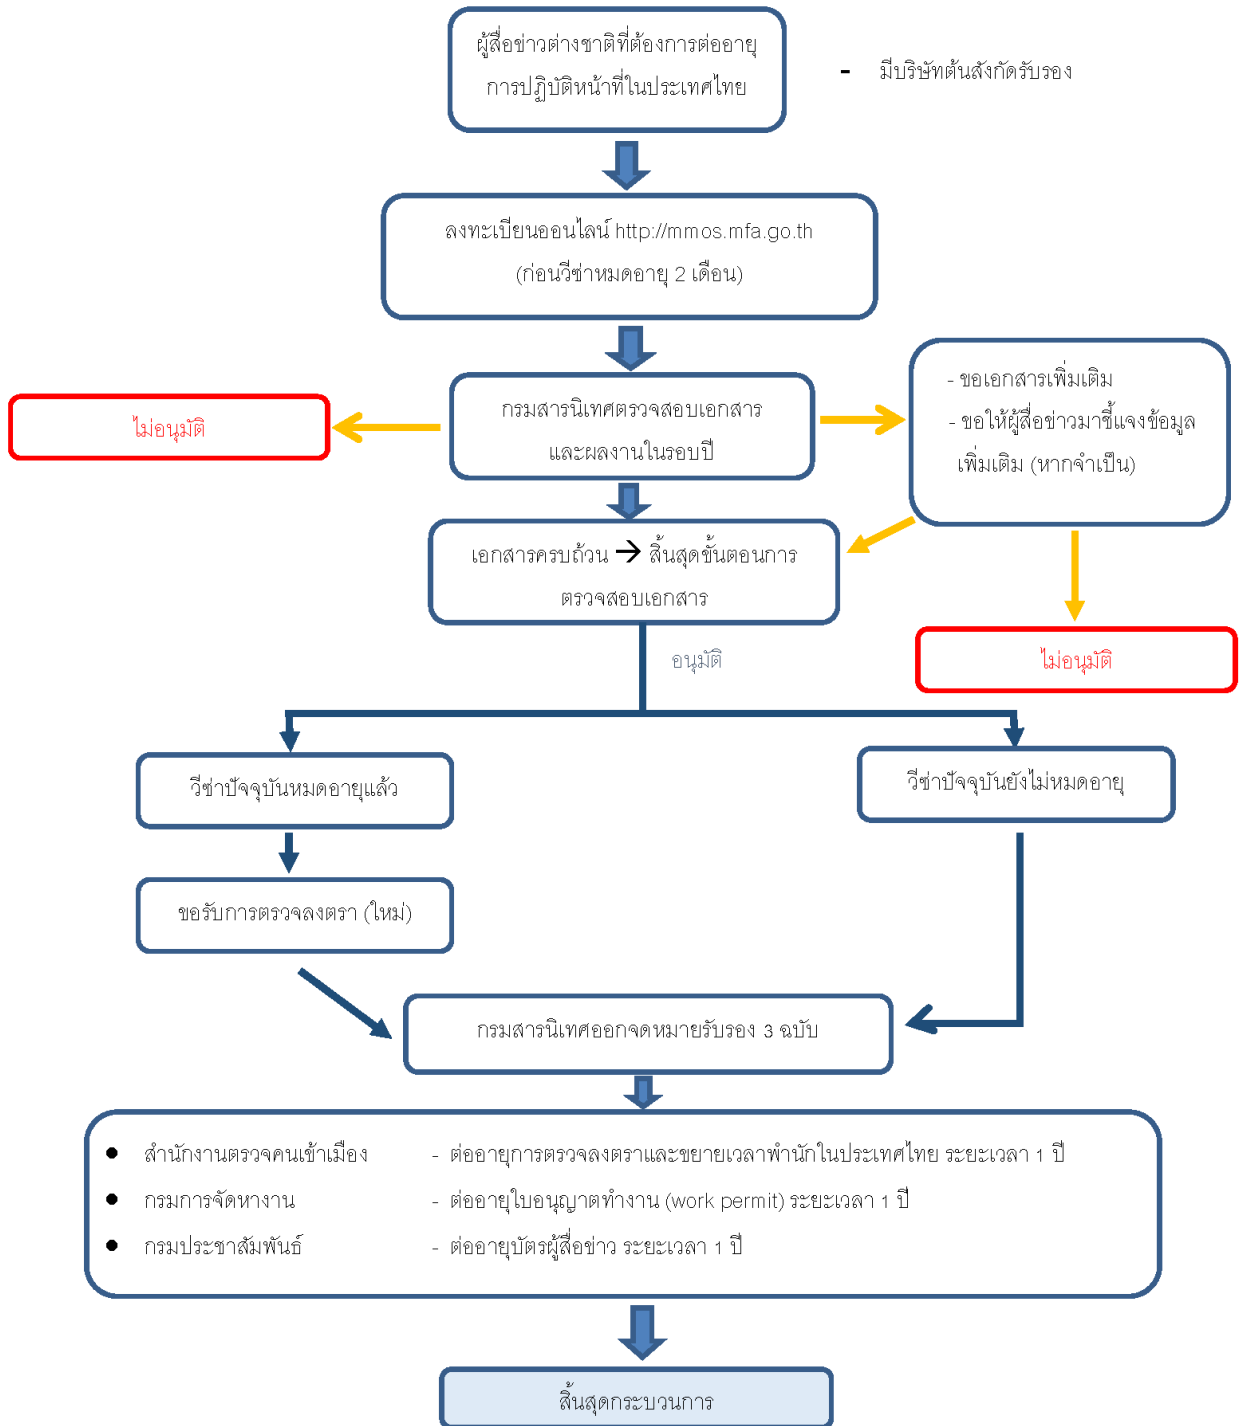 ผู้สื่อข่าวต่างชาติที่ต้องการต่ออายุ
การปฏิบัติหน้าที่ในประเทศไทย
- มีบริษัทต้นสังกัดรับรอง
ลงทะเบียนออนไลน์ http://mmos.mfa.go.th
(ก่อนวีซ่าหมดอายุ 2 เดือน)
ไม่อนุมัติ
กรมสารนิเทศตรวจสอบเอกสาร
และผลงานในรอบปี
- ขอเอกสารเพิ่มเติม
- ขอให้ผู้สื่อข่าวมาชี้แจงข้อมูล
เพิ่มเติม (หากจำเป็น)
เอกสารครบถ้วน → สิ้นสุดขั้นตอนการ
ตรวจสอบเอกสาร
อนุมัติ
ไม่อนุมัติ
วีซ่าปัจจุบันหมดอายุแล้ว
วีซ่าปัจจุบันยังไม่หมดอายุ
ขอรับการตรวจลงตรา (ใหม่)
กรมสารนิเทศออกจดหมายรับรอง 3 ฉบับ
● สำนักงานตรวจคนเข้าเมือง - ต่ออายุการตรวจลงตราและขยายเวลาพำนักในประเทศไทย ระยะเวลา 1 ปี
● กรมการจัดหางาน - ต่ออายุใบอนุญาตทำงาน (work permit) ระยะเวลา 1 ปี
● กรมประชาสัมพันธ์ - ต่ออายุบัตรผู้สื่อข่าว ระยะเวลา 1 ปี
สิ้นสุดกระบวนการ